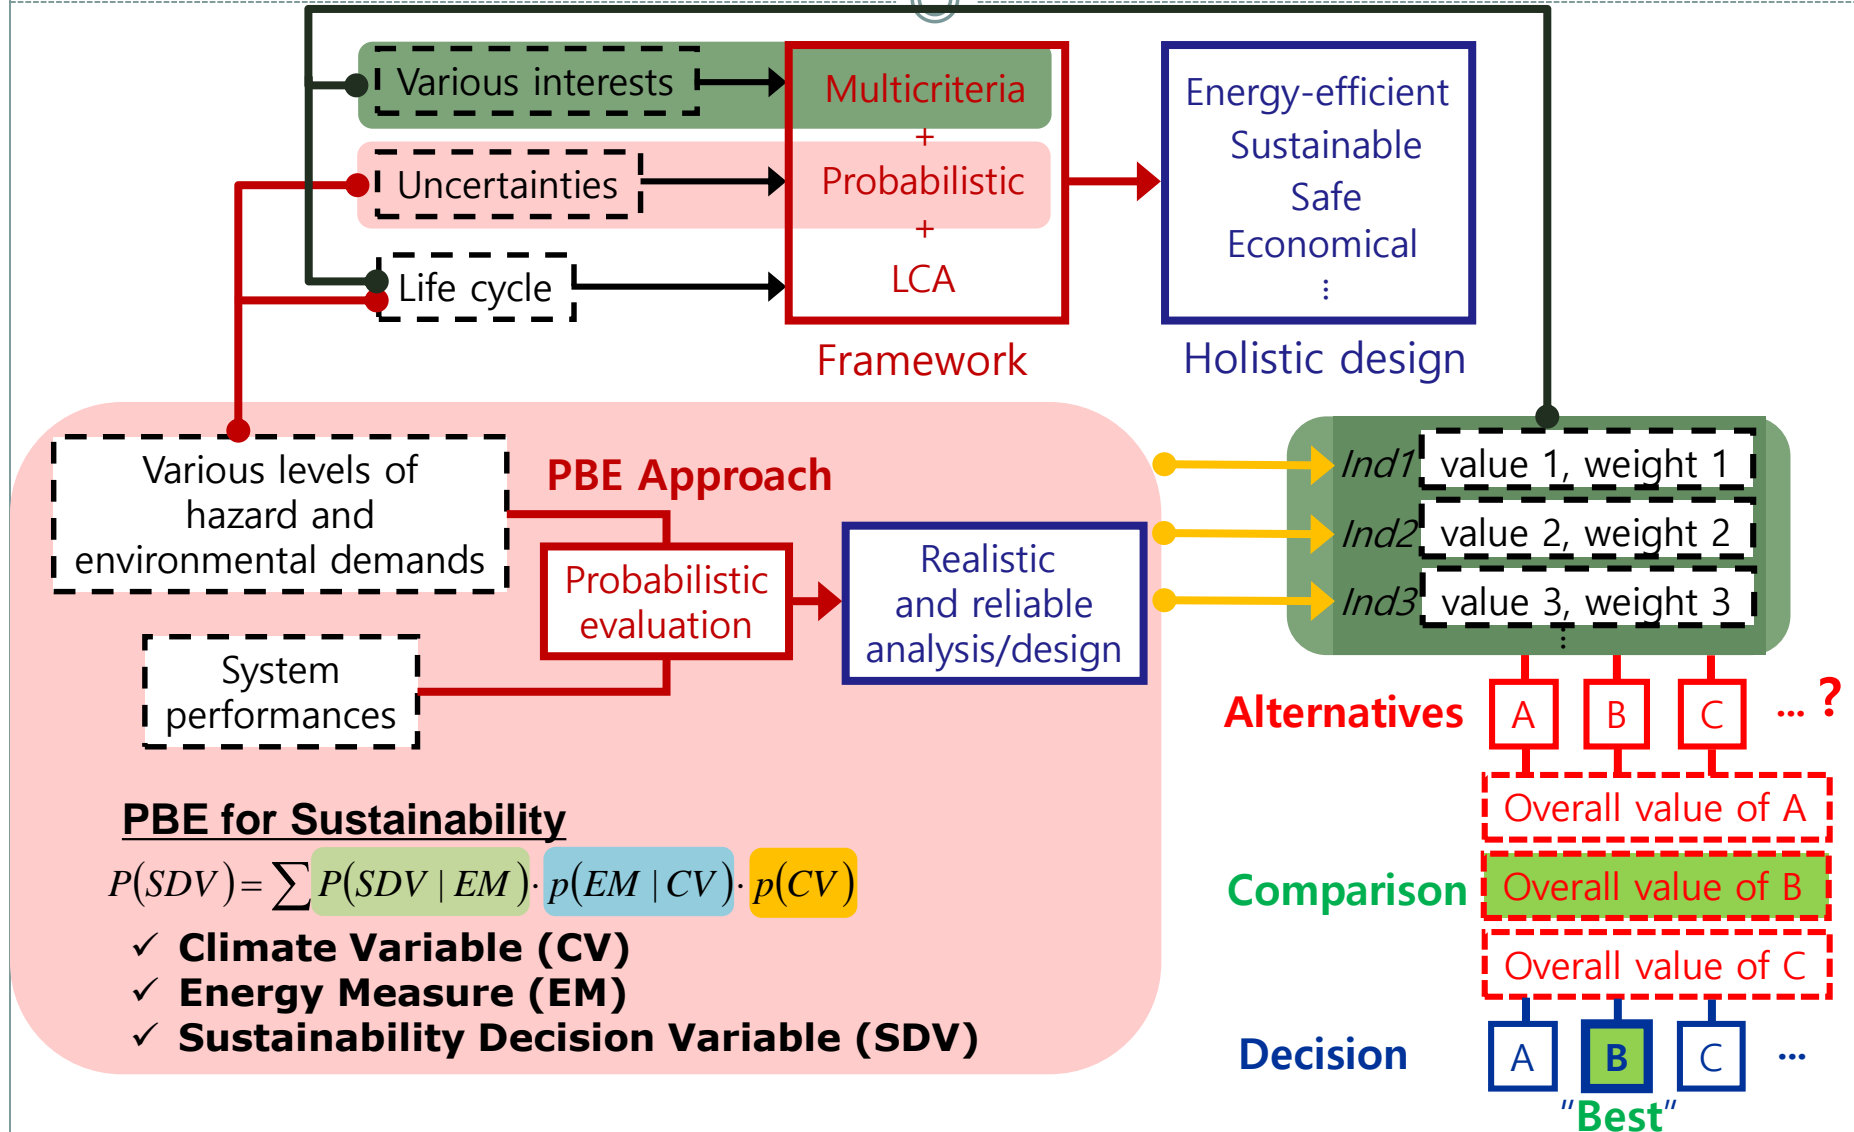 Various interests
Multicriteria
+
Uncertainties
Probabilistic
+
Life cycle
LCA
Framework
Energy-efficient
Sustainable
Safe
Economical
⋮
Holistic design
Various levels of
hazard and
environmental demands
PBE Approach
Probabilistic
evaluation
System
performances
Realistic
and reliable
analysis/design
PBE for Sustainability
P(SDV) = ∑ P(SDV | EM) · p(EM | CV) · p(CV)
✓ Climate Variable (CV)
✓ Energy Measure (EM)
✓ Sustainability Decision Variable (SDV)
Ind1 value 1, weight 1
Ind2 value 2, weight 2
Ind3 value 3, weight 3
⋮
Alternatives A B C ... ?
Overall value of A
Comparison Overall value of B
Overall value of C
Decision A B C ...
“Best”